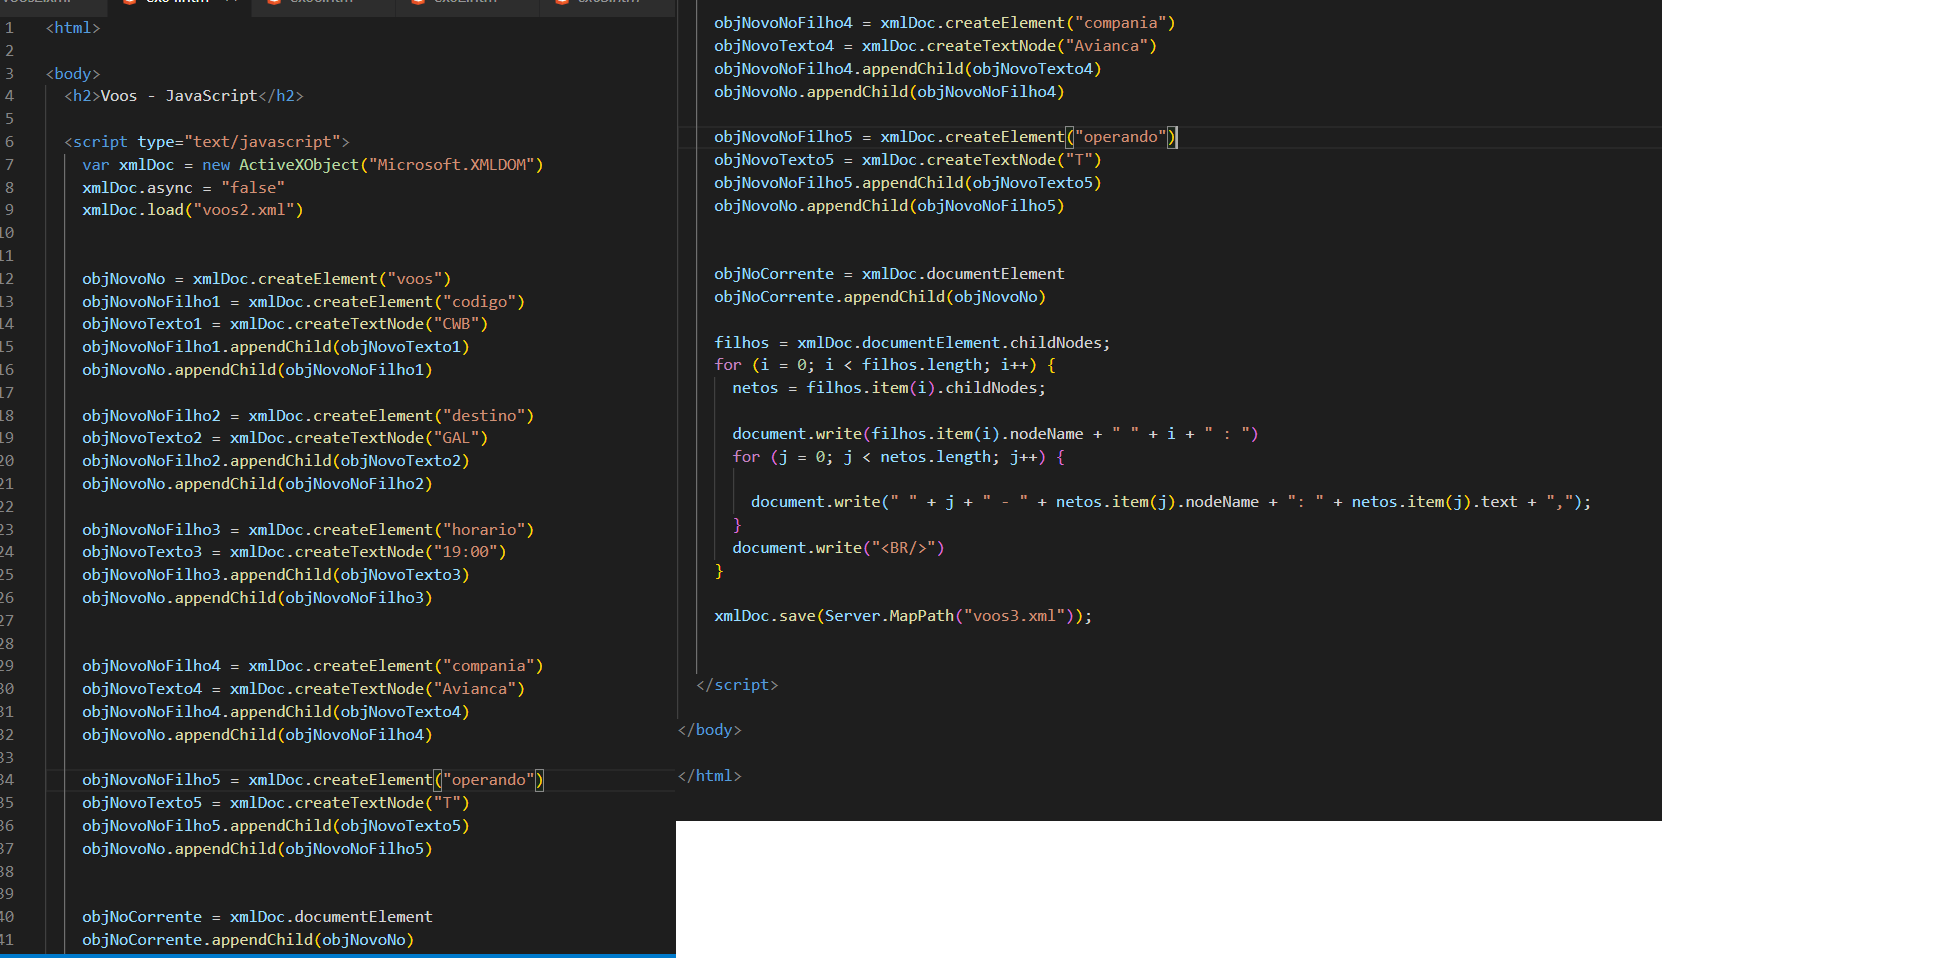 1 <html>
2
3 <body>
4 <h2>Voos - JavaScript</h2>
5
6 <script type="text/javascript">
7 var xmlDoc = new ActiveXObject("Microsoft.XMLDOM")
8 xmlDoc.async = "false"
9 xmlDoc.load("voos2.xml")
10
11
12 objNovoNo = xmlDoc.createElement("voos")
13 objNovoNoFilho1 = xmlDoc.createElement("codigo")
14 objNovoTexto1 = xmlDoc.createTextNode("CWB")
15 objNovoNoFilho1.appendChild(objNovoTexto1)
16 objNovoNo.appendChild(objNovoNoFilho1)
17
18 objNovoNoFilho2 = xmlDoc.createElement("destino")
19 objNovoTexto2 = xmlDoc.createTextNode("GAL")
20 objNovoNoFilho2.appendChild(objNovoTexto2)
21 objNovoNo.appendChild(objNovoNoFilho2)
22
23 objNovoNoFilho3 = xmlDoc.createElement("horario")
24 objNovoTexto3 = xmlDoc.createTextNode("19:00")
25 objNovoNoFilho3.appendChild(objNovoTexto3)
26 objNovoNo.appendChild(objNovoNoFilho3)
27
28
29 objNovoNoFilho4 = xmlDoc.createElement("compania")
30 objNovoTexto4 = xmlDoc.createTextNode("Avianca")
31 objNovoNoFilho4.appendChild(objNovoTexto4)
32 objNovoNo.appendChild(objNovoNoFilho4)
33
34 objNovoNoFilho5 = xmlDoc.createElement("operando")
35 objNovoTexto5 = xmlDoc.createTextNode("T")
36 objNovoNoFilho5.appendChild(objNovoTexto5)
37 objNovoNo.appendChild(objNovoNoFilho5)
38
39
40 objNoCorrente = xmlDoc.documentElement
41 objNoCorrente.appendChild(objNovoNo)
objNovoNoFilho4 = xmlDoc.createElement("compania")
objNovoTexto4 = xmlDoc.createTextNode("Avianca")
objNovoNoFilho4.appendChild(objNovoTexto4)
objNovoNo.appendChild(objNovoNoFilho4)
objNovoNoFilho5 = xmlDoc.createElement("operando")
objNovoTexto5 = xmlDoc.createTextNode("T")
objNovoNoFilho5.appendChild(objNovoTexto5)
objNovoNo.appendChild(objNovoNoFilho5)
objNoCorrente = xmlDoc.documentElement
objNoCorrente.appendChild(objNovoNo)
filhos = xmlDoc.documentElement.childNodes;
for (i = 0; i < filhos.length; i++) {
netos = filhos.item(i).childNodes;
document.write(filhos.item(i).nodeName + " " + i + " : ")
for (j = 0; j < netos.length; j++) {
document.write(" " + j + " - " + netos.item(j).nodeName + ": " + netos.item(j).text + ",");
}
document.write("<BR/>")
}
xmlDoc.save(Server.MapPath("voos3.xml"));
</script>
</body>
</html>